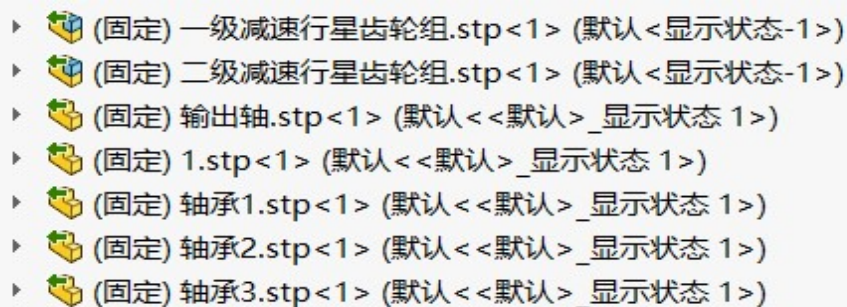 (固定) 一级减速行星齿轮组.stp<1> (默认<显示状态-1>)
(固定) 二级减速行星齿轮组.stp<1> (默认<显示状态-1>)
(固定) 输出轴.stp<1> (默认<<默认>_显示状态 1>)
(固定) 1.stp<1> (默认<<默认>_显示状态 1>)
(固定) 轴承1.stp<1> (默认<<默认>_显示状态 1>)
(固定) 轴承2.stp<1> (默认<<默认>_显示状态 1>)
(固定) 轴承3.stp<1> (默认<<默认>_显示状态 1>)